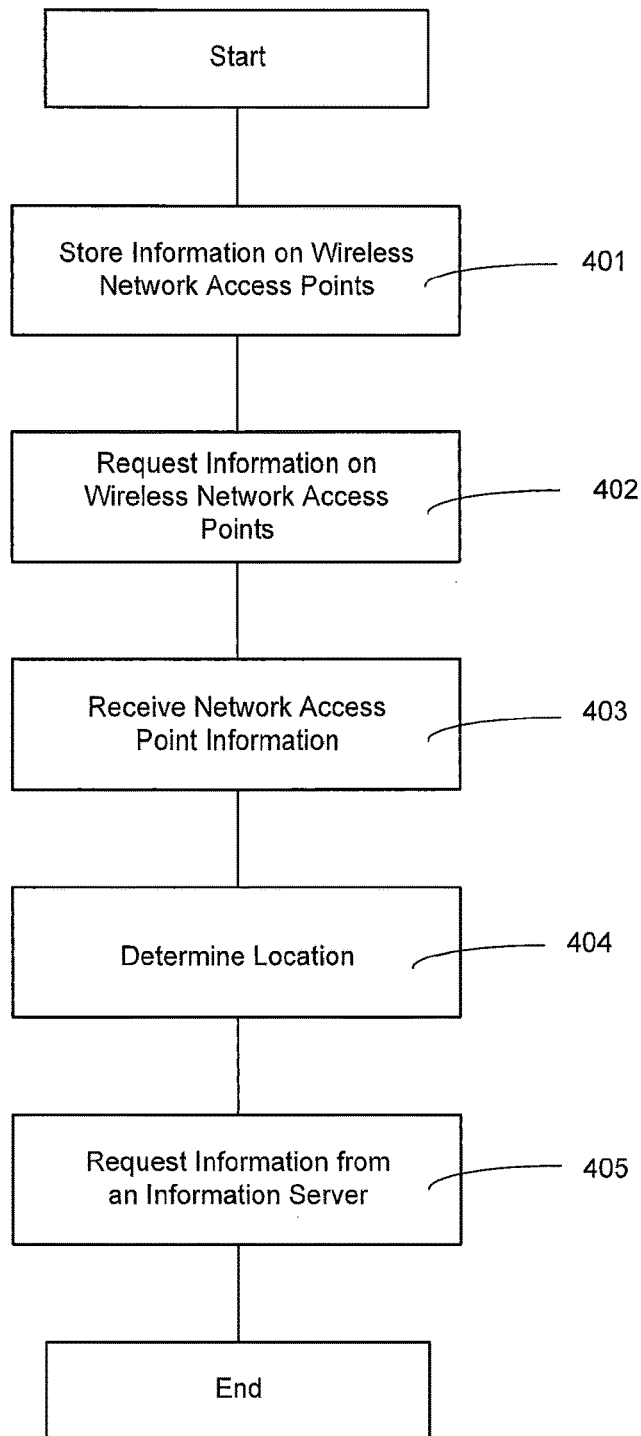 Start
Store Information on Wireless
Network Access Points
401
Request Information on
Wireless Network Access
Points
402
Receive Network Access
Point Information
403
Determine Location
404
Request Information from
an Information Server
405
End